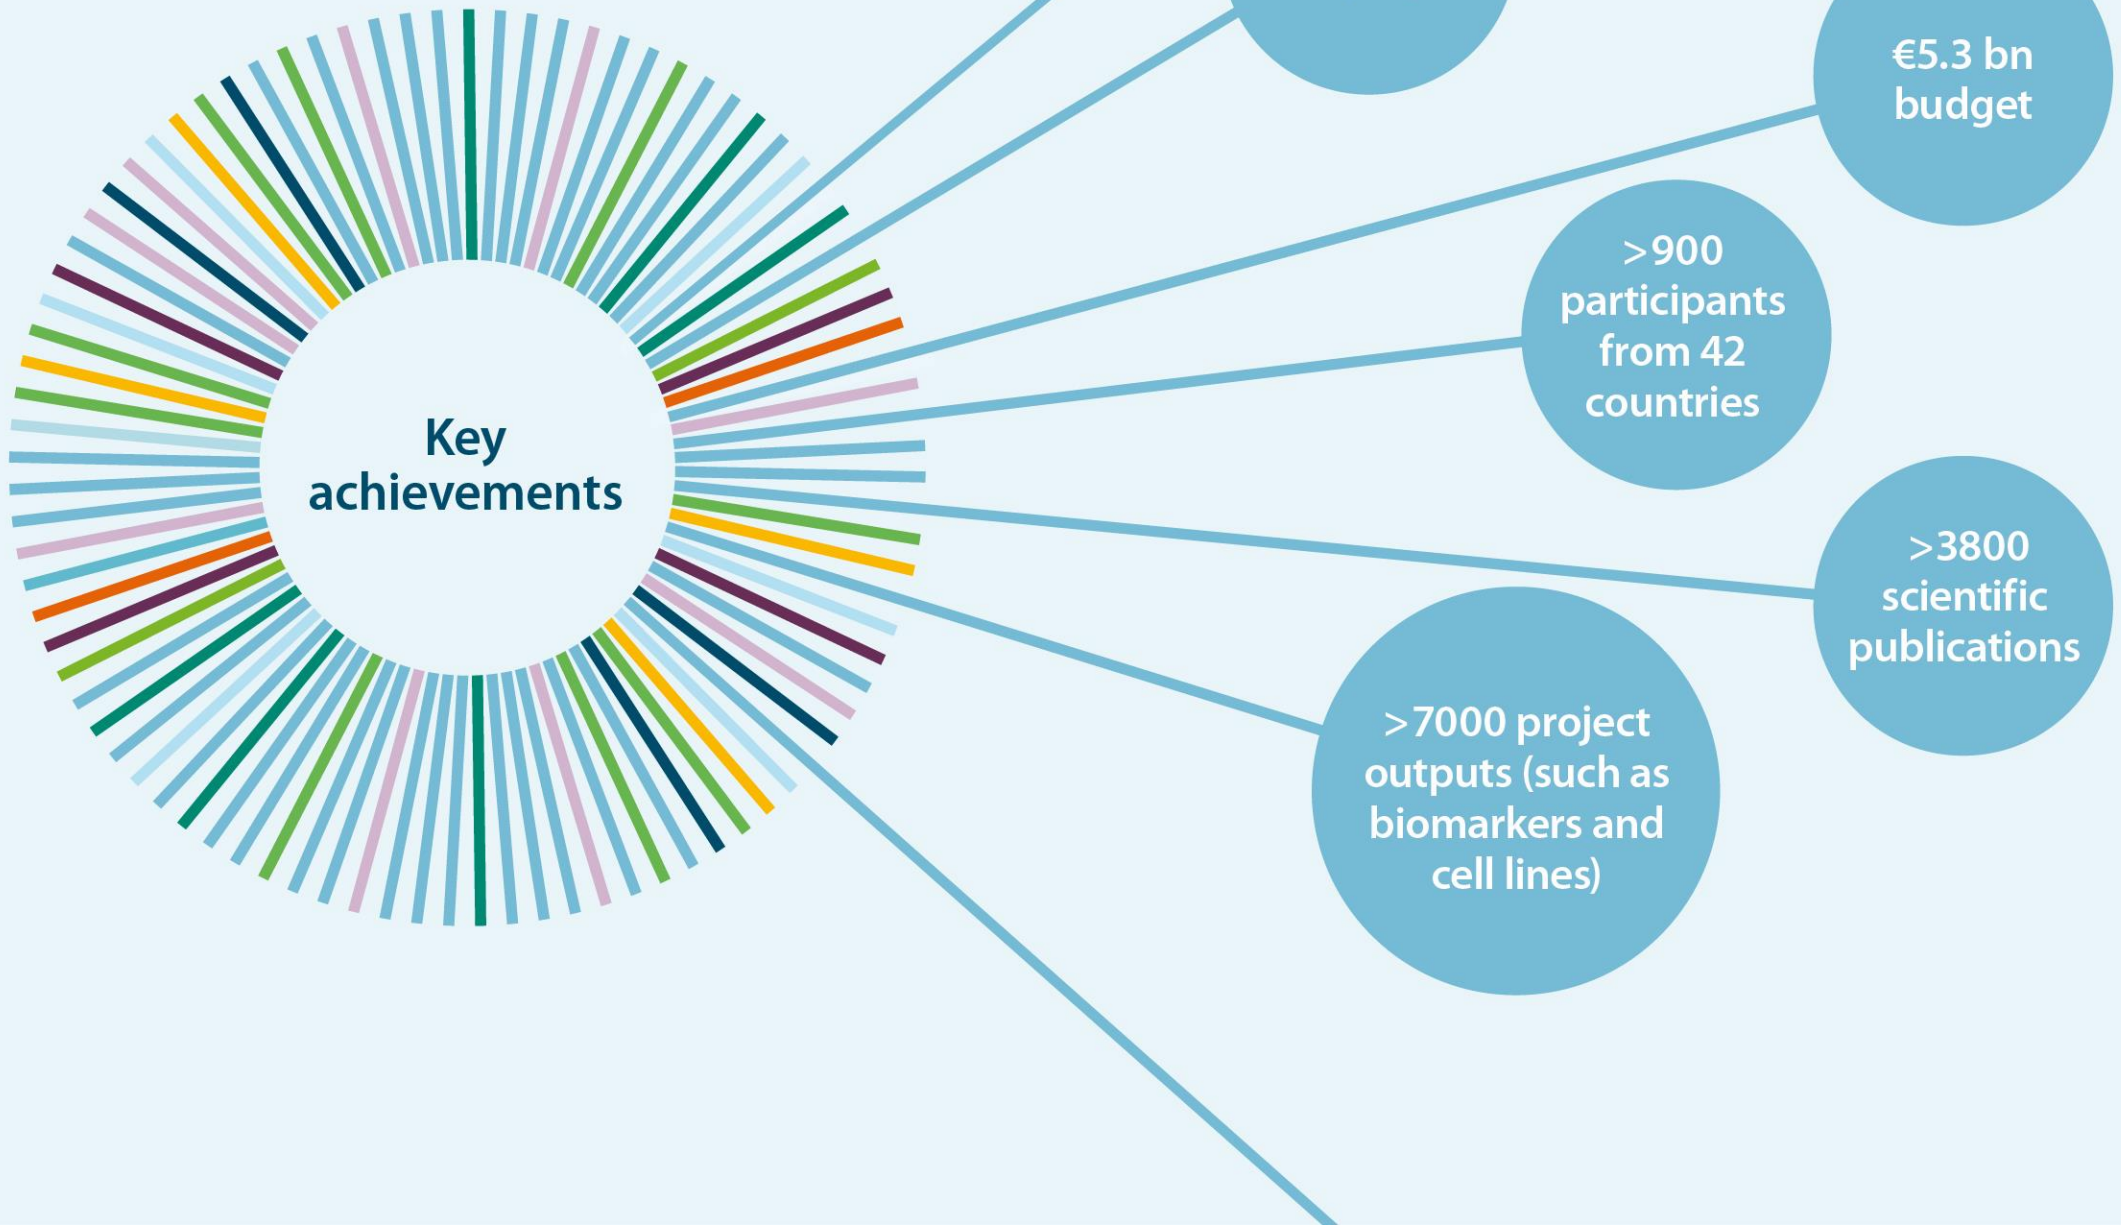 Key
achievements
€5.3 bn
budget
>900
participants
from 42
countries
>3800
scientific
publications
>7000 project
outputs (such as
biomarkers and
cell lines)